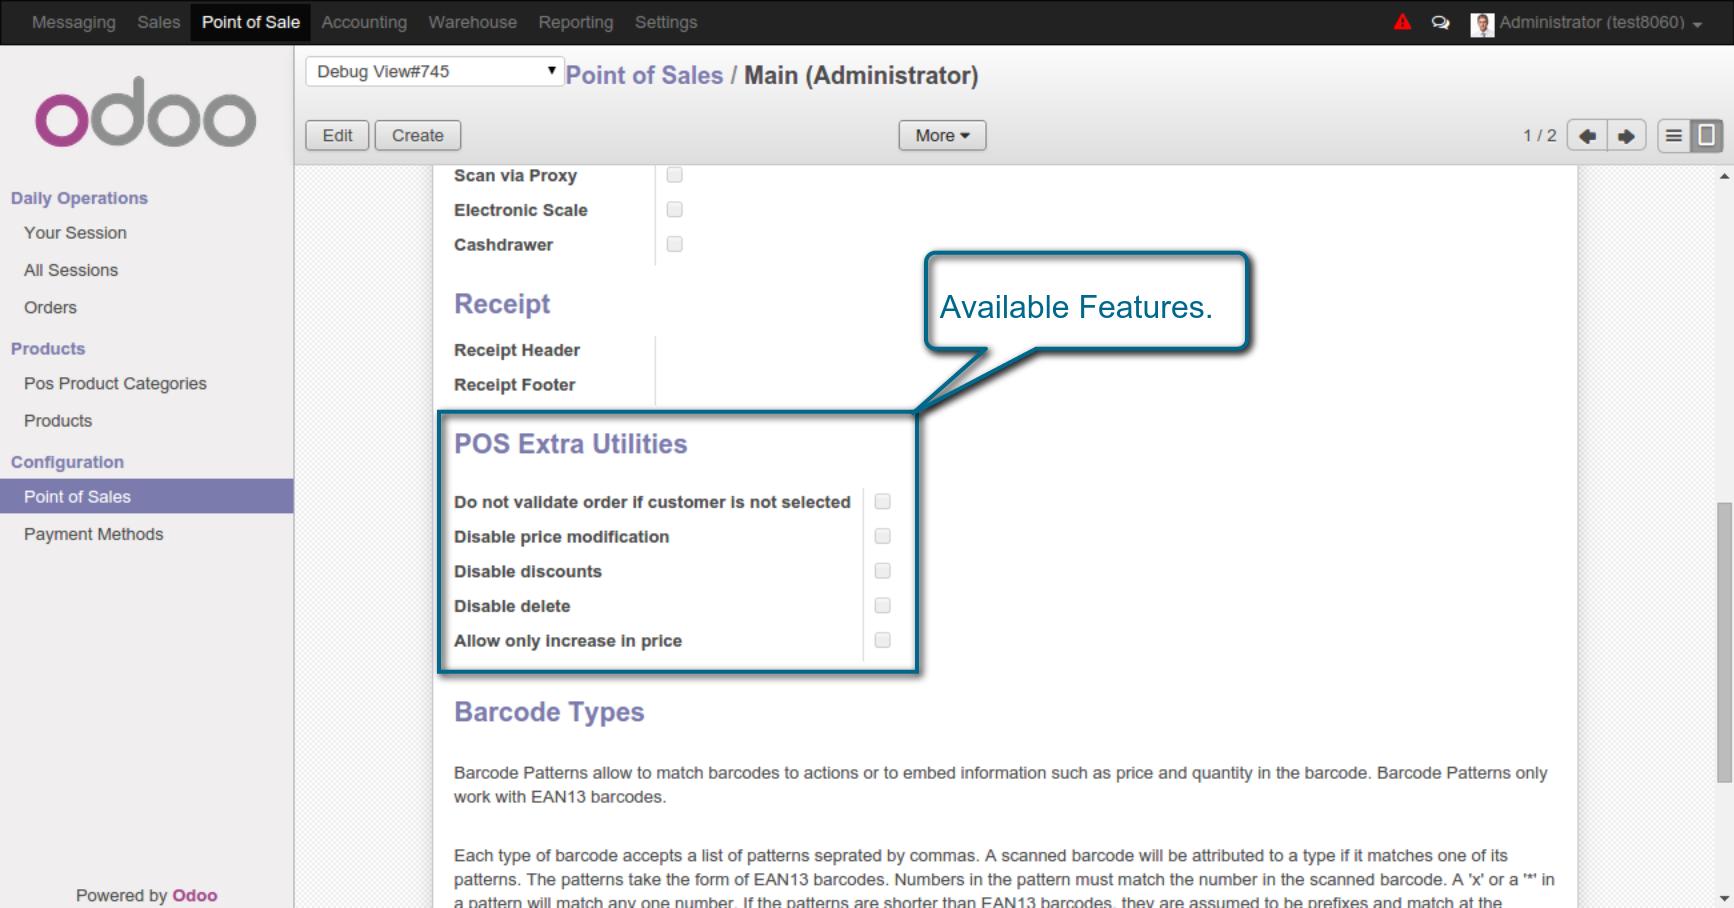 Messaging Sales Point of Sale Accounting Warehouse Reporting Settings Administrator (test8060)
odoo
Debug View#745 Point of Sales / Main (Administrator)
Edit Create More 1 / 2
Daily Operations
Your Session
All Sessions
Orders
Products
Pos Product Categories
Products
Configuration
Point of Sales
Payment Methods
Powered by Odoo
Scan via Proxy
Electronic Scale
Cashdrawer
Receipt
Receipt Header
Receipt Footer
Available Features.
POS Extra Utilities
Do not validate order if customer is not selected
Disable price modification
Disable discounts
Disable delete
Allow only increase in price
Barcode Types
Barcode Patterns allow to match barcodes to actions or to embed information such as price and quantity in the barcode. Barcode Patterns only
work with EAN13 barcodes.
Each type of barcode accepts a list of patterns seprated by commas. A scanned barcode will be attributed to a type if it matches one of its
patterns. The patterns take the form of EAN13 barcodes. Numbers in the pattern must match the number in the scanned barcode. A 'x' or a '*' in
a pattern will match any one number. If the patterns are shorter than EAN13 barcodes, they are assumed to be prefixes and match at the